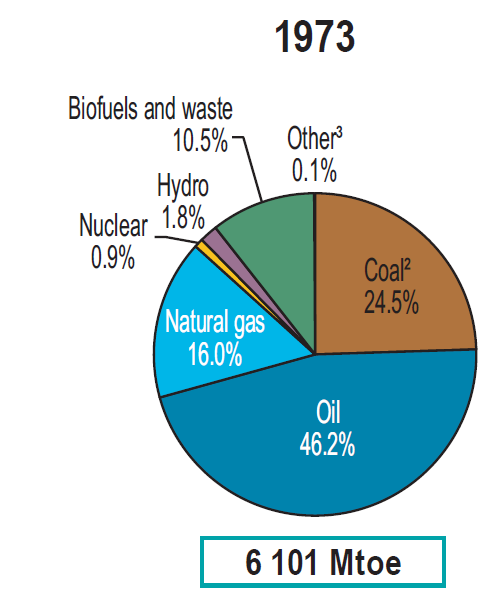 1973
Biofuels and waste
10.5%
Other³
0.1%
Hydro
1.8%
Nuclear
0.9%
Coal²
24.5%
Natural gas
16.0%
Oil
46.2%
6 101 Mtoe